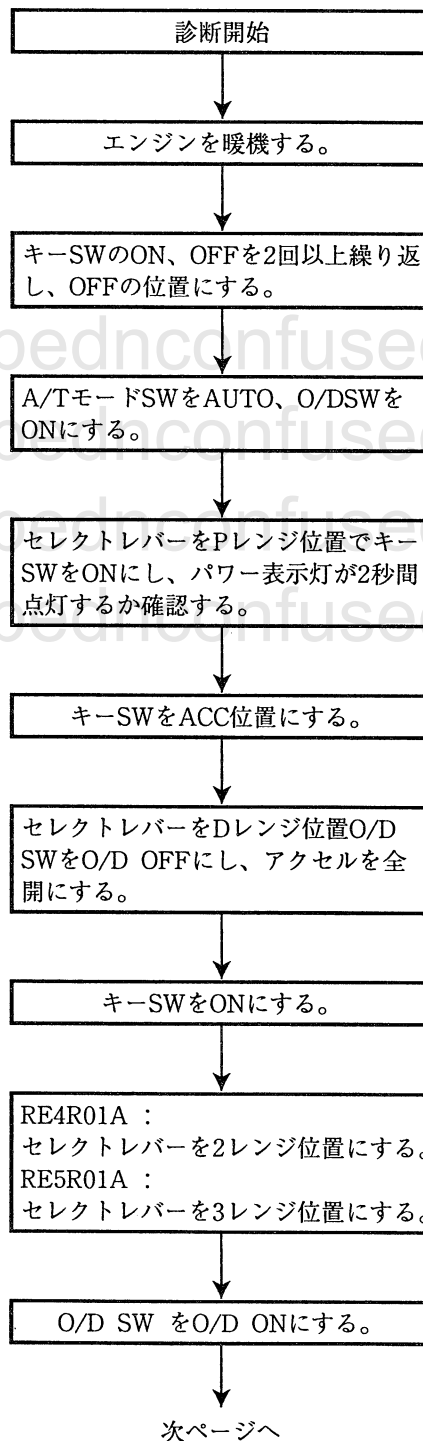 診断開始
エンジンを暖機する。
キーSWのON、OFFを2回以上繰り返
し、OFFの位置にする。
A/TモードSWをAUTO、O/DSWを
ONにする。
セレクトレバーをPレンジ位置でキー
SWをONにし、パワー表示灯が2秒間
点灯するか確認する。
キーSWをACC位置にする。
セレクトレバーをDレンジ位置O/D
SWをO/D OFFにし、アクセルを全
開にする。
キーSWをONにする。
RE4R01A :
セレクトレバーを2レンジ位置にする。
RE5R01A :
セレクトレバーを3レンジ位置にする。
O/D SW をO/D ONにする。
次ページへ